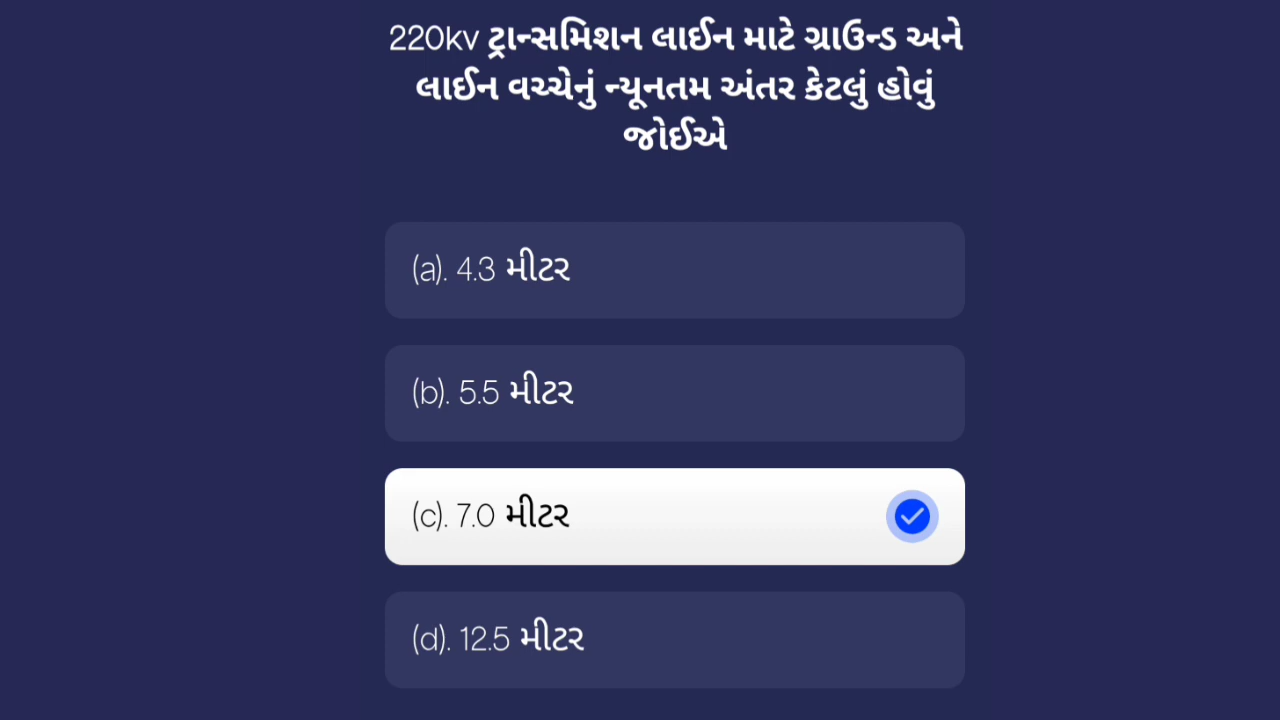 220kv ટ્રાન્સમિશન લાઈન માટે ગ્રાઉન્ડ અને
લાઈન વચ્ચેનું ન્યૂનતમ અંતર કેટલું હોવું
જોઈએ
(a). 4.3 મીટર
(b). 5.5 મીટર
(c). 7.0 મીટર
(d). 12.5 મીટર